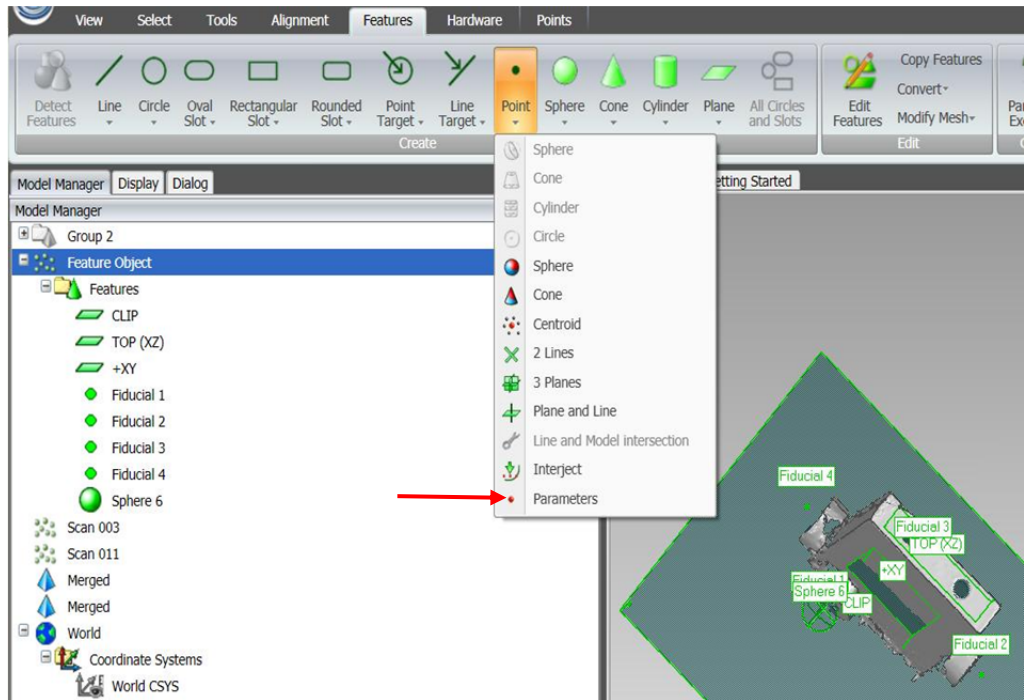 View Select Tools Alignment Features Hardware Points
Detect Features Line Circle Oval Slot Rectangular Slot Rounded Slot Point Target Line Target Point Sphere Cone Cylinder Plane All Circles and Slots Edit Features
Copy Features
Convert
Modify Mesh
Create Edit
Model Manager Display Dialog
Model Manager
Group 2
Feature Object
Features
CLIP
TOP (XZ)
+XY
Fiducial 1
Fiducial 2
Fiducial 3
Fiducial 4
Sphere 6
Scan 003
Scan 011
Merged
Merged
World
Coordinate Systems
World CSYS
Sphere
Cone
Cylinder
Circle
Sphere
Cone
Centroid
2 Lines
3 Planes
Plane and Line
Line and Model intersection
Interject
Parameters
Started
Fiducial 4
Fiducial 3
TOP (XZ)
+XY
Fiducial 1
Sphere 6
CLIP
Fiducial 2